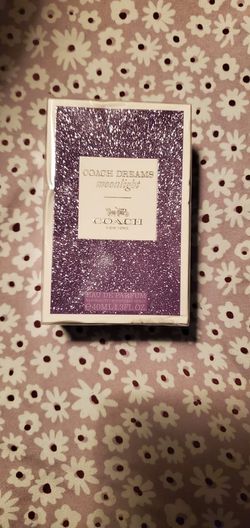 COACH DREAMS
moonlight
COACH
NEW YORK
EAU DE PARFUM